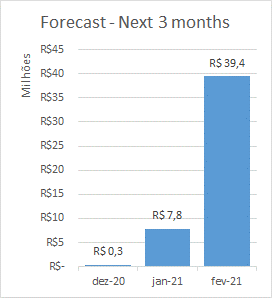 Forecast - Next 3 months
Milhões
R$45
R$40
R$35
R$30
R$25
R$20
R$15
R$10
R$5
R$-
R$ 0,3
R$ 7,8
R$ 39,4
dez-20 jan-21 fev-21